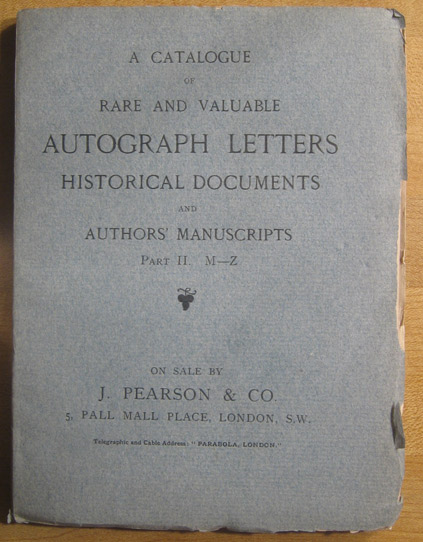 A CATALOGUE
OF
RARE AND VALUABLE
AUTOGRAPH LETTERS
HISTORICAL DOCUMENTS
AND
AUTHORS' MANUSCRIPTS
PART II. M—Z
ON SALE BY
J. PEARSON & CO
5, PALL MALL PLACE, LONDON, S.W.
Telegraphic and Cable Address: "PARABOLA, LONDON."